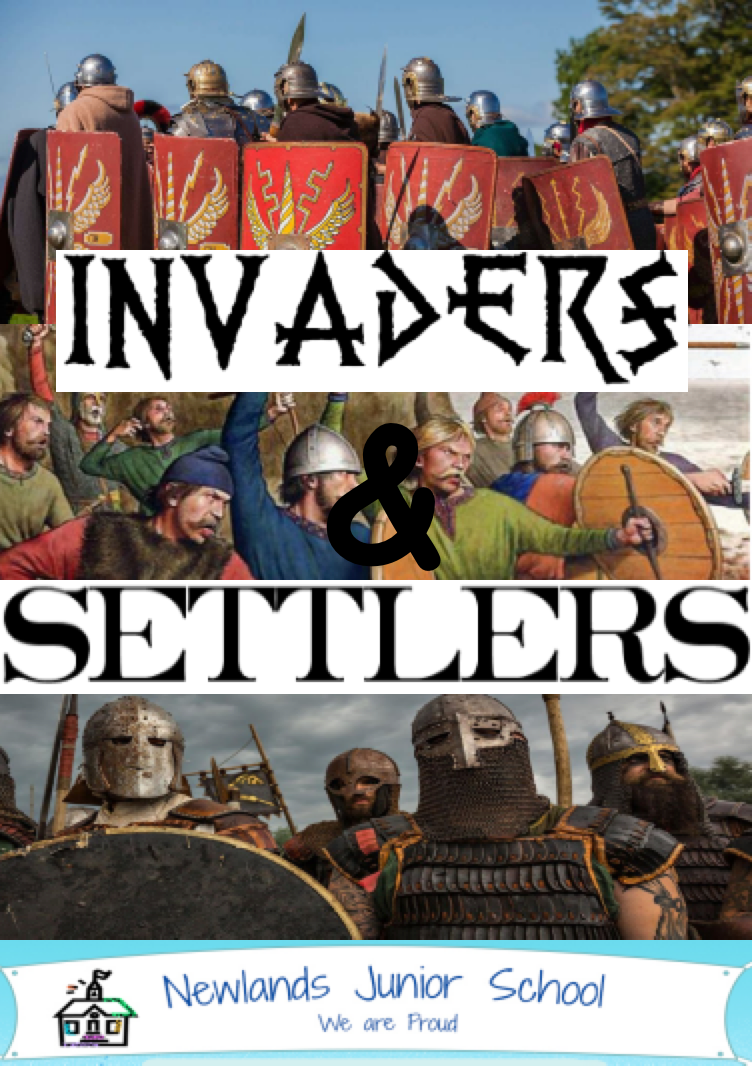 INVADERS
&
SETTLERS
Newlands Junior School
We are Proud